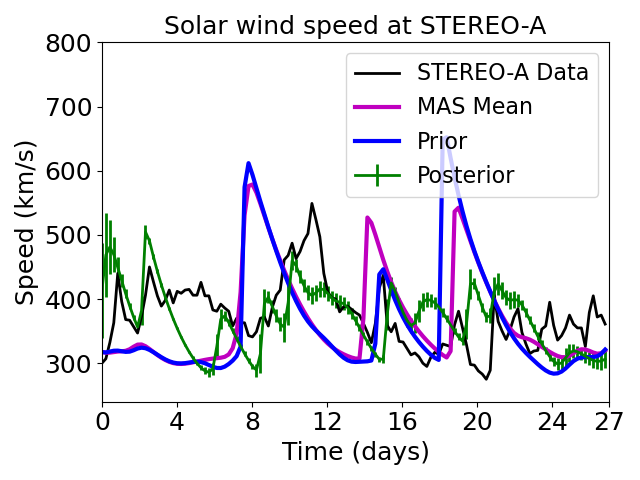 Solar wind speed at STEREO-A
800
700
600
500
400
300
Speed (km/s)
STEREO-A Data
MAS Mean
Prior
Posterior
0 4 8 12 16 20 24 27
Time (days)